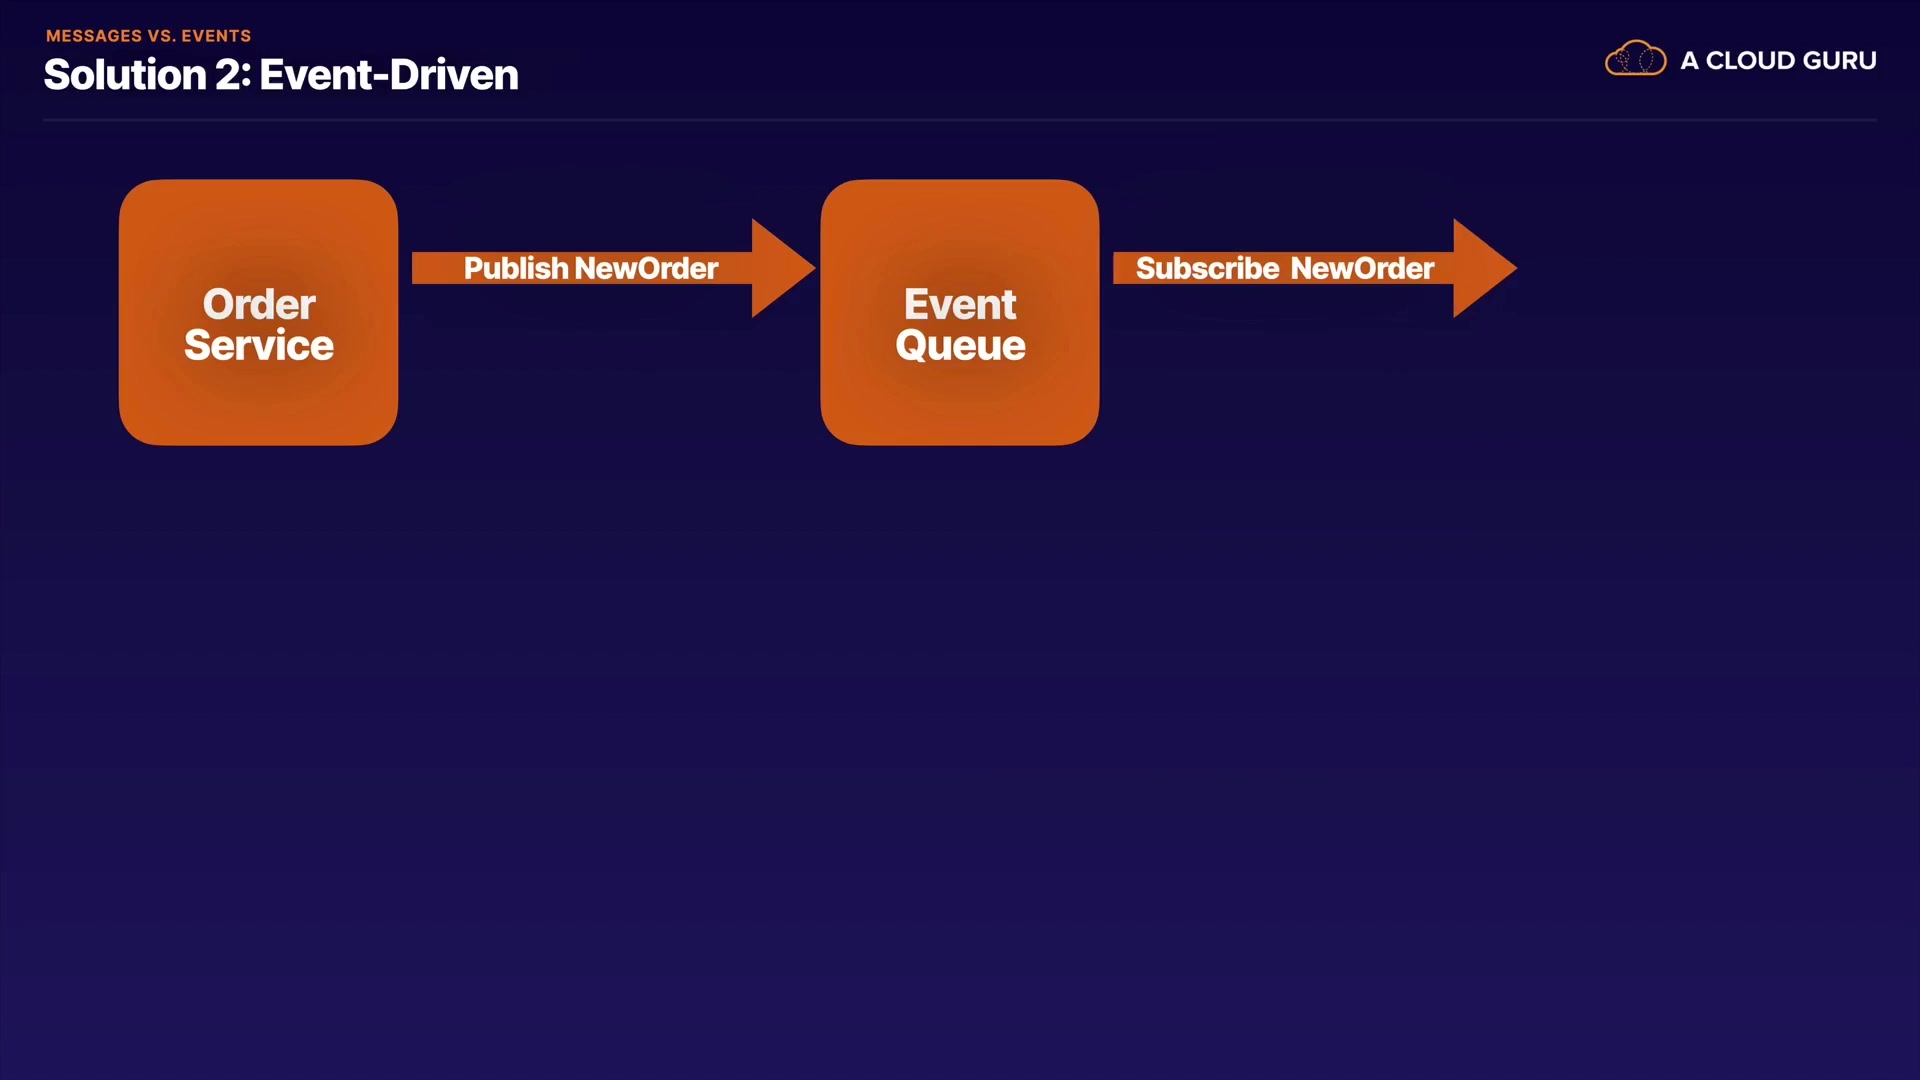 MESSAGES VS. EVENTS
Solution 2: Event-Driven
A CLOUD GURU
Order
Service
Publish NewOrder
Event
Queue
Subscribe NewOrder